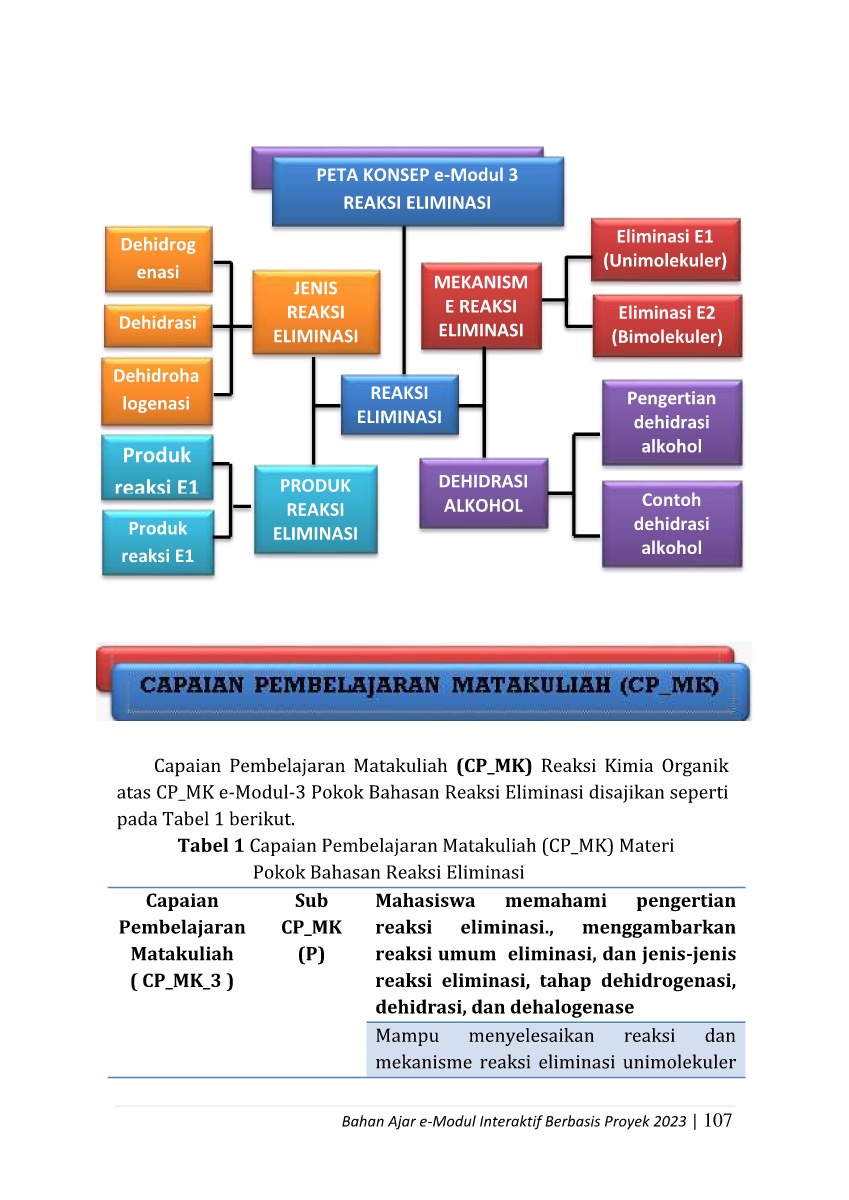 PETA KONSEP e-Modul 3
REAKSI ELIMINASI
Dehidrog
enasi
Dehidrasi
Dehidroha
logenasi
JENIS
REAKSI
ELIMINASI
MEKANISM
E REAKSI
ELIMINASI
Eliminasi E1
(Unimolekuler)
Eliminasi E2
(Bimolekuler)
REAKSI
ELIMINASI
Produk
reaksi E1
Produk
reaksi E1
PRODUK
REAKSI
ELIMINASI
DEHIDRASI
ALKOHOL
Pengertian
dehidrasi
alkohol
Contoh
dehidrasi
alkohol
CAPAIAN PEMBELAJARAN MATAKULIAH (CP_MK)
Capaian Pembelajaran Matakuliah (CP_MK) Reaksi Kimia Organik
atas CP_MK e-Modul-3 Pokok Bahasan Reaksi Eliminasi disajikan seperti
pada Tabel 1 berikut.
Tabel 1 Capaian Pembelajaran Matakuliah (CP_MK) Materi
Pokok Bahasan Reaksi Eliminasi
Capaian
Pembelajaran
Matakuliah
( CP_MK_3 )
Sub
CP_MK
(P)
Mahasiswa memahami pengertian
reaksi eliminasi., menggambarkan
reaksi umum eliminasi, dan jenis-jenis
reaksi eliminasi, tahap dehidrogenasi,
dehidrasi, dan dehalogenase
Mampu menyelesaikan reaksi dan
mekanisme reaksi eliminasi unimolekuler
Bahan Ajar e-Modul Interaktif Berbasis Proyek 2023 | 107